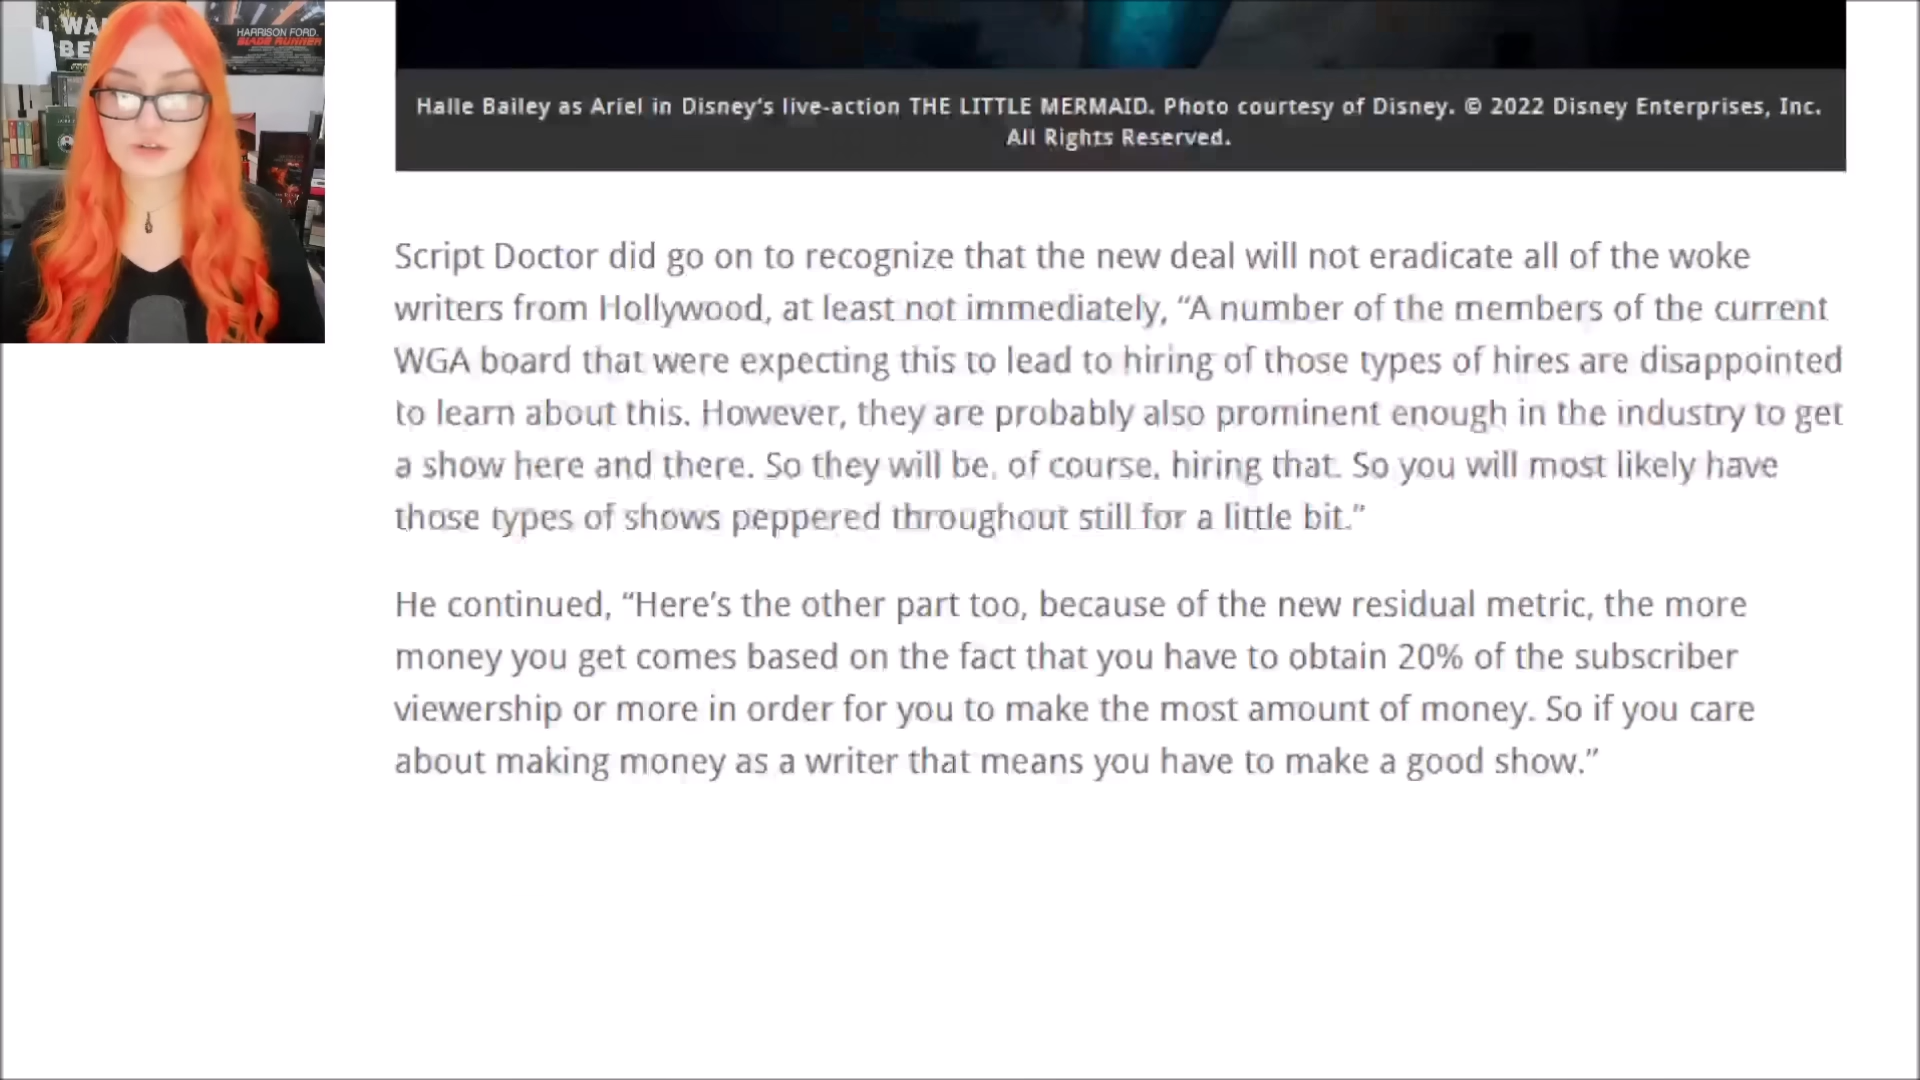 I WA
BE
HARRISON FORD.
BLADE RUNNER
Halle Bailey as Ariel in Disney’s live-action THE LITTLE MERMAID. Photo courtesy of Disney. © 2022 Disney Enterprises, Inc.
All Rights Reserved.
Script Doctor did go on to recognize that the new deal will not eradicate all of the woke
writers from Hollywood, at least not immediately, “A number of the members of the current
WGA board that were expecting this to lead to hiring of those types of hires are disappointed
to learn about this. However, they are probably also prominent enough in the industry to get
a show here and there. So they will be, of course, hiring that. So you will most likely have
those types of shows peppered throughout still for a little bit.”
He continued, “Here’s the other part too, because of the new residual metric, the more
money you get comes based on the fact that you have to obtain 20% of the subscriber
viewership or more in order for you to make the most amount of money. So if you care
about making money as a writer that means you have to make a good show.”